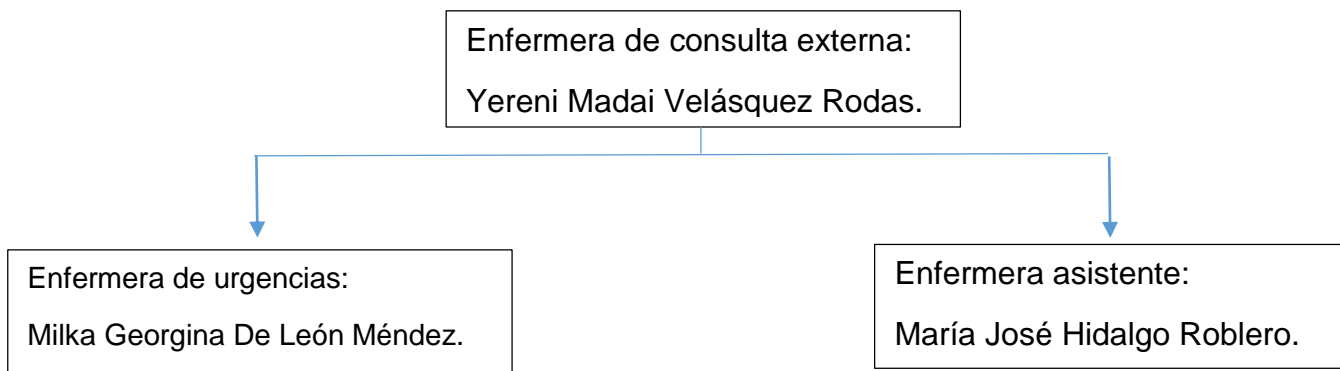 Enfermera de consulta externa:
Yereni Madai Velásquez Rodas.
Enfermera de urgencias:
Milka Georgina De León Méndez.
Enfermera asistente:
María José Hidalgo Roblero.